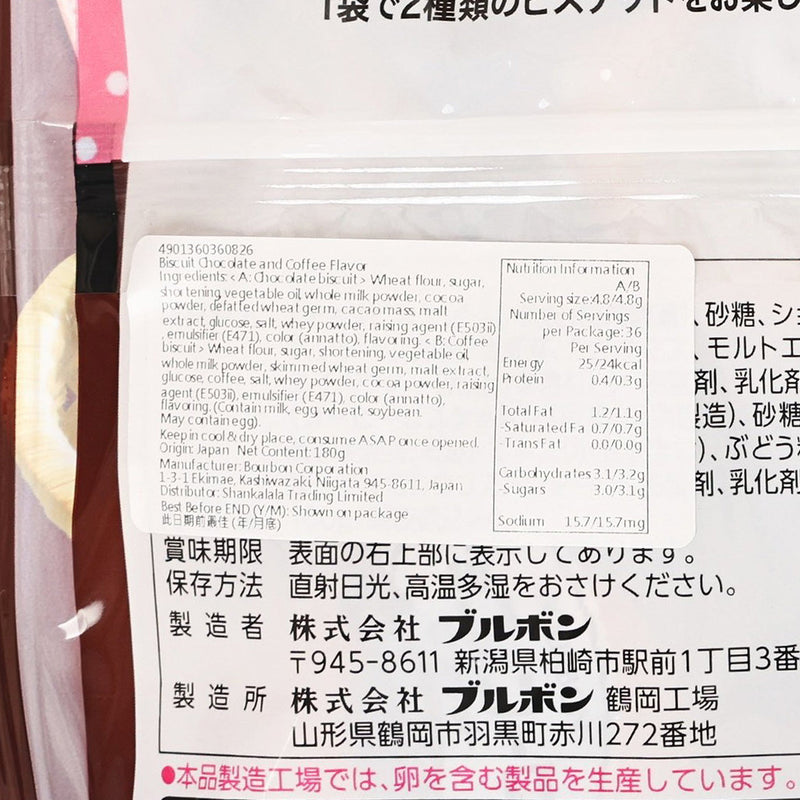 1袋で2種類のビスケットをお楽し
4901360360826
Biscuit Chocolate and Coffee Flavor
Ingredients: < A: Chocolate biscuit > Wheat flour, sugar,
shortening, vegetable oil, whole milk powder, cocoa
powder, defatted wheat germ, cacao mass, malt
extract, glucose, salt, whey powder, raising agent (E503ii)
, emulsifier (E471), color (annatto), flavoring. < B: Coffee
biscuit > Wheat flour, sugar, shortening, vegetable oil,
whole milk powder, skimmed wheat germ, malt extract,
glucose, coffee, salt, whey powder, cocoa powder, raising
agent (E503ii), emulsifier (E471), color (annatto),
flavoring. (Contain milk, egg, wheat, soybean.
May contain egg).
Keep in cool & dry place, consume ASAP once opened.
Origin: Japan Net Content: 180g
Manufacturer: Bourbon Corporation
1-3-1 Ekimae, Kashiwazaki, Niigata 945-8611, Japan
Distributor: Shankalala Trading Limited
Best Before END (Y/M): Shown on package
此日期前最佳 (年/月底)
Nutrition Information
A/B
Serving size:4.8/4.8g
Number of Servings
per Package:36
Per Serving
Energy 25/24kcal
Protein 0.4/0.3g
Total Fat 1.2/1.1g
-Saturated Fa 0.7/0.7g
-Trans Fat 0.0/0.0g
Carbohydrates 3.1/3.2g
-Sugars 3.0/3.1g
Sodium 15.7/15.7mg
、砂糖、ショ
、モルトエ
剤、乳化剤
製造)、砂糖
)、ぶどう糖
剤、乳化剤
賞味期限 表面の右上部に表示してあります。
保存方法 直射日光、高温多湿をおさけください。
製造者 株式会社 ブルボン
〒945-8611 新潟県柏崎市駅前1丁目3番
製造所 株式会社 ブルボン 鶴岡工場
山形県鶴岡市羽黒町赤川272番地
●本品製造工場では、卵を含む製品を生産しています。